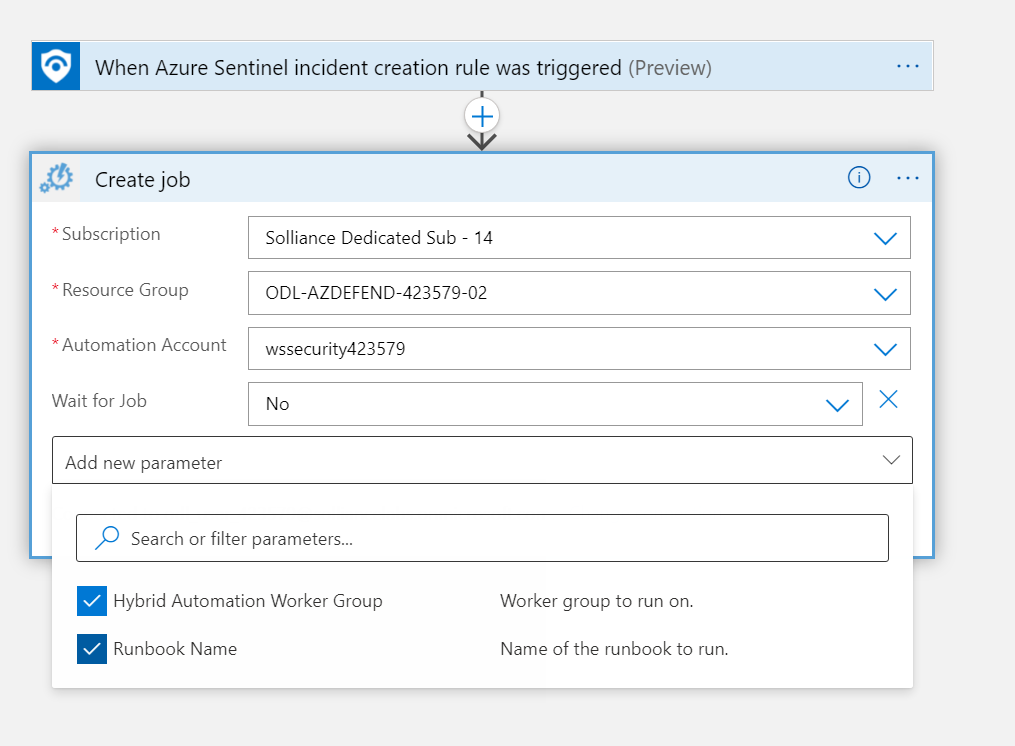 When Azure Sentinel incident creation rule was triggered (Preview)
Create job
* Subscription Solliance Dedicated Sub - 14
* Resource Group ODL-AZDEFEND-423579-02
* Automation Account wssecurity423579
Wait for Job No
Add new parameter
Search or filter parameters...
Hybrid Automation Worker Group Worker group to run on.
Runbook Name Name of the runbook to run.